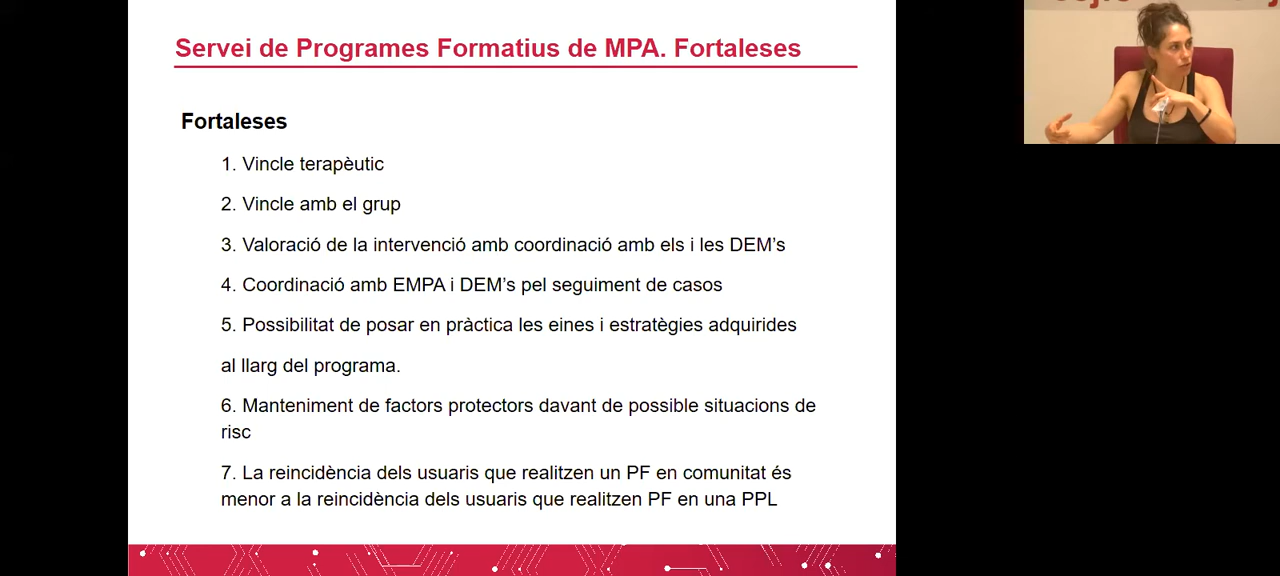 Servei de Programes Formatius de MPA. Fortaleses
Fortaleses
1. Vincle terapèutic
2. Vincle amb el grup
3. Valoració de la intervenció amb coordinació amb els i les DEM’s
4. Coordinació amb EMPA i DEM’s pel seguiment de casos
5. Possibilitat de posar en pràctica les eines i estratègies adquirides
al llarg del programa.
6. Manteniment de factors protectors davant de possible situacions de
risc
7. La reincidència dels usuaris que realitzen un PF en comunitat és
menor a la reincidència dels usuaris que realitzen PF en una PPL